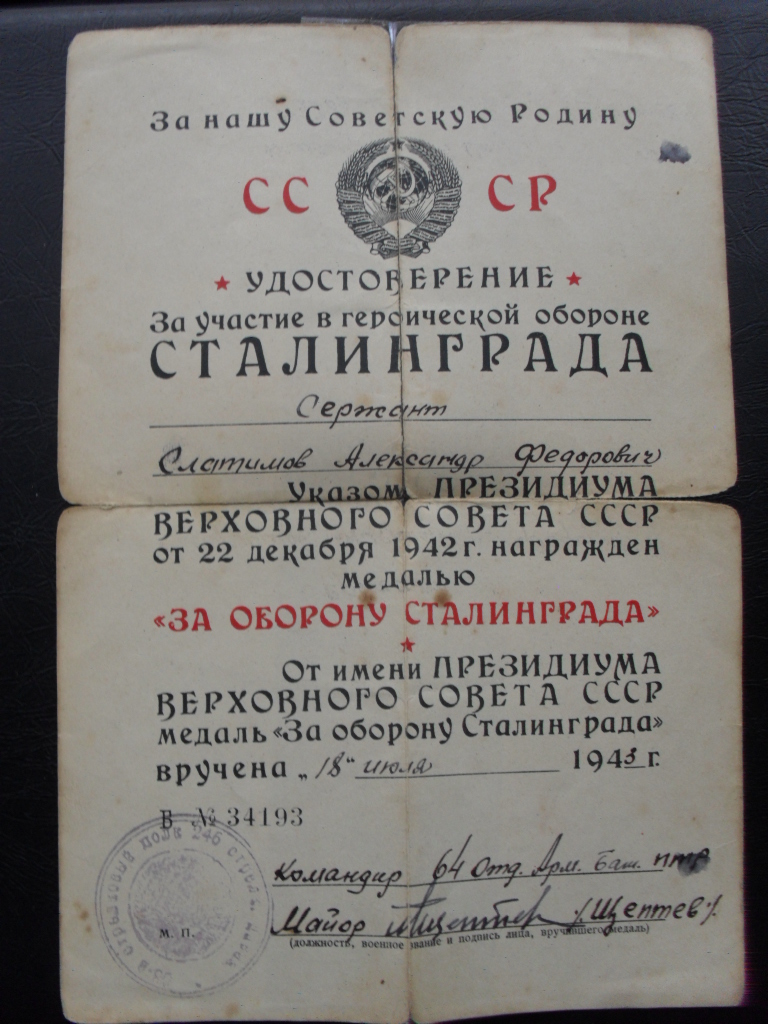 За нашу Советскую Родину
СС СР
УДОСТОВЕРЕНИЕ
За участие в героической обороне
СТАЛИНГРАДА
Сержант
Слатимов Александр Федорович
Указом ПРЕЗИДИУМА
ВЕРХОВНОГО СОВЕТА СССР
от 22 декабря 1942 г. награжден
медалью
«ЗА ОБОРОНУ СТАЛИНГРАДА»
От имени ПРЕЗИДИУМА
ВЕРХОВНОГО СОВЕТА СССР
медаль «За оборону Сталинграда»
вручена „18" июля 1943 г.
В № 34193
полк
Командир 64 Отд. Арм. Бат. ПТР
м. п. Майор /Щептев/
(должность, военное звание и подпись лица, вручившего медаль)